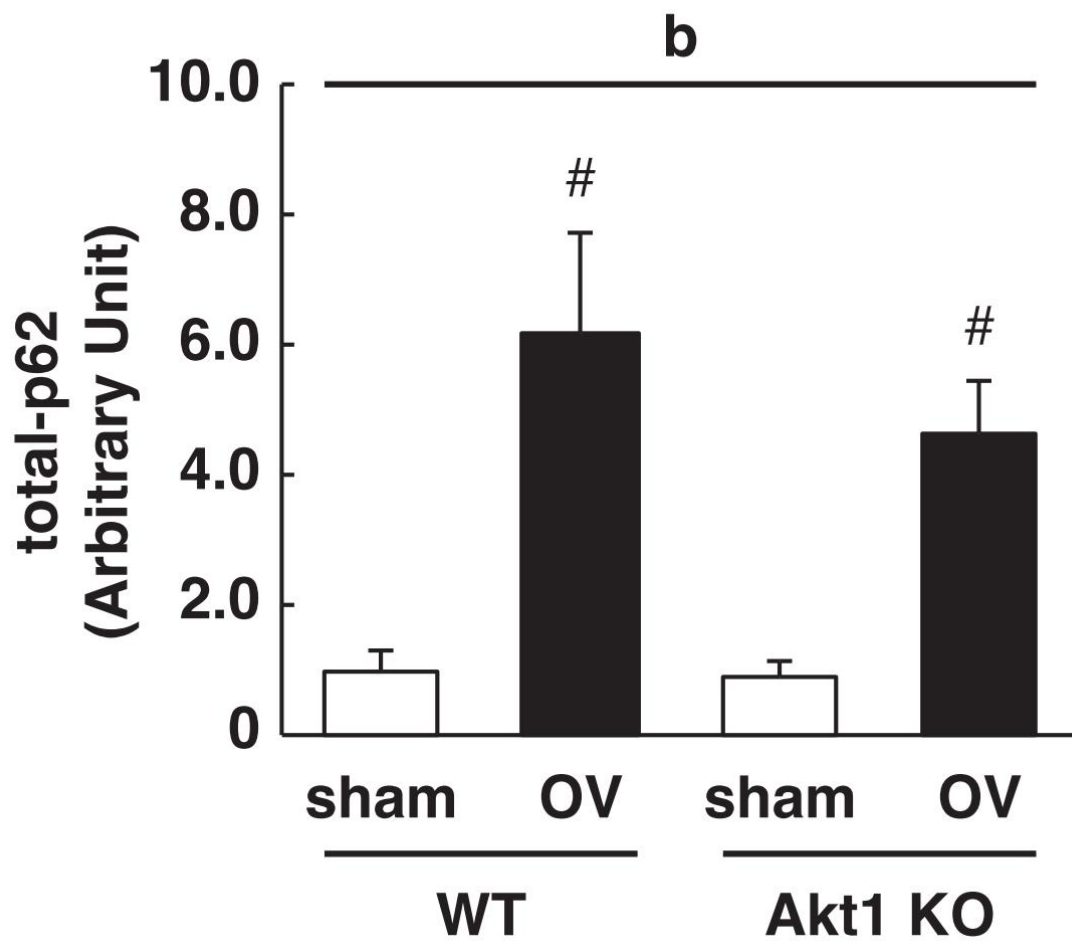 b
total-p62
(Arbitrary Unit)
10.0
8.0
6.0
4.0
2.0
0
#
#
sham OV sham OV
WT Akt1 KO